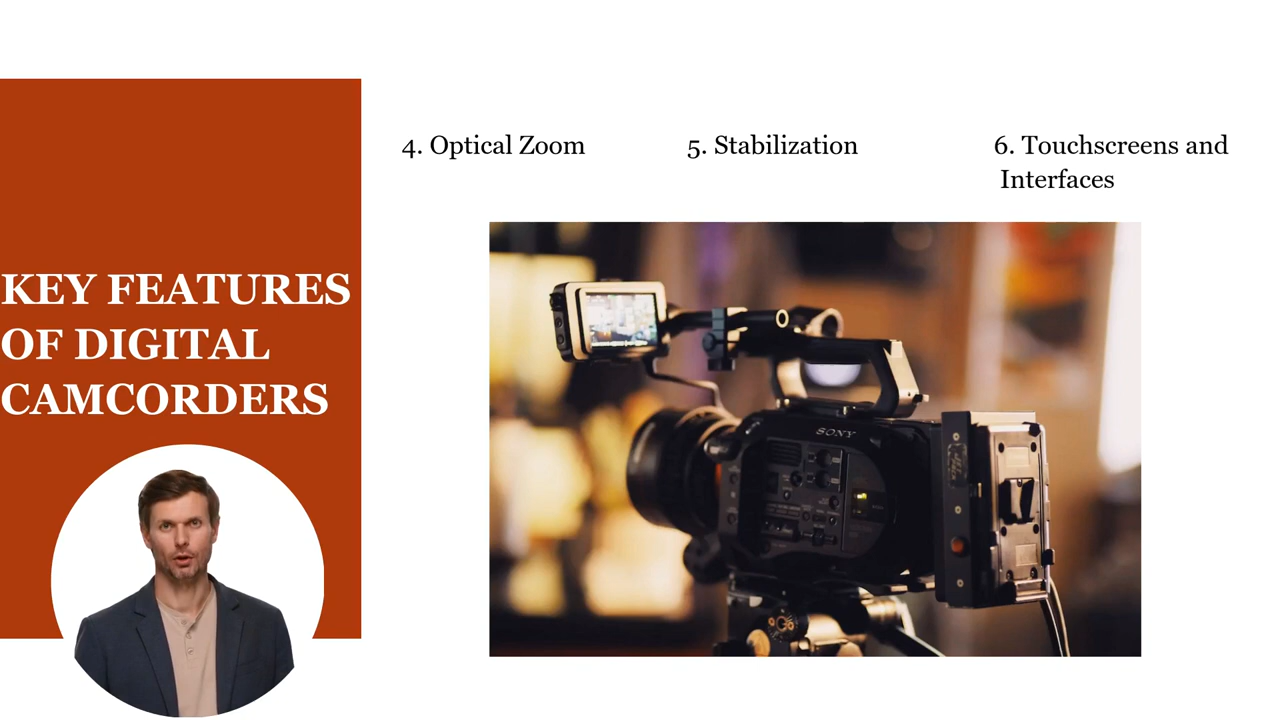 4. Optical Zoom
5. Stabilization
6. Touchscreens and
Interfaces
KEY FEATURES
OF DIGITAL
CAMCORDERS
SONY